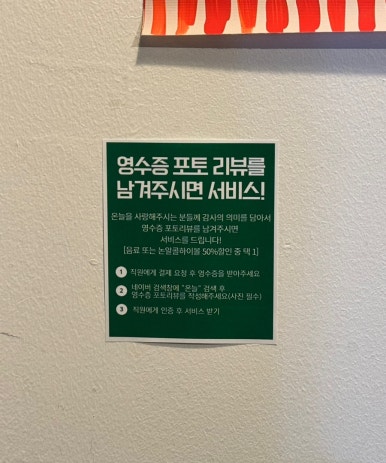 영수증 포토 리뷰를
남겨주시면 서비스!
온늘을 사랑해주시는 분들께 감사의 의미를 담아서
영수증 포토리뷰를 남겨주시면
서비스를 드립니다!
[음료 또는 논알콜하이볼 50%할인 중 택 1]
1 직원에게 결제 요청 후 영수증을 받아주세요
2 네이버 검색창에 "온늘" 검색 후
영수증 포토리뷰를 작성해주세요(사진 필수)
3 직원에게 인증 후 서비스 받기